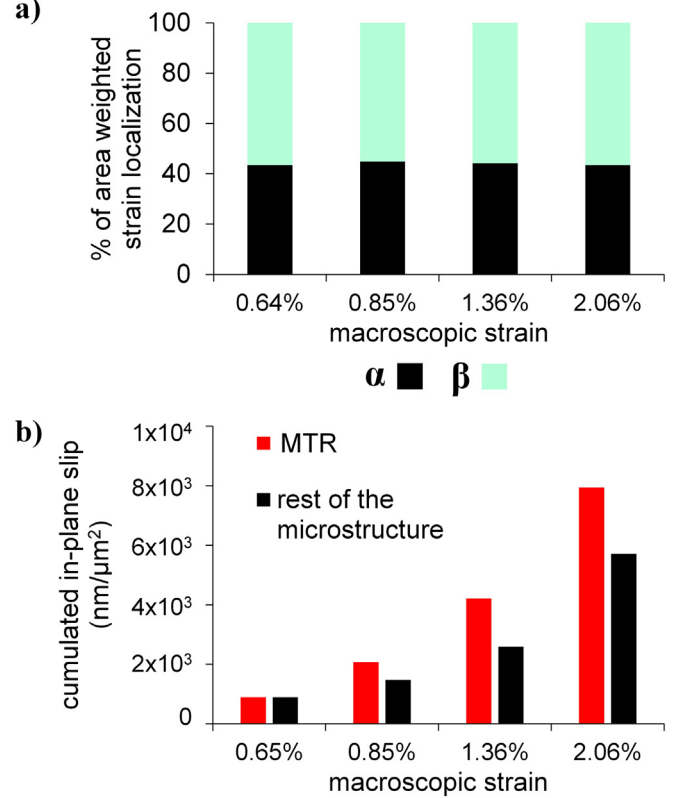 a)
% of area weighted
strain localization
100
80
60
40
20
0
0.64% 0.85% 1.36% 2.06%
macroscopic strain
α β
b)
cumulated in-plane slip
(nm/µm²)
1x10⁴
8x10³
6x10³
4x10³
2x10³
0
MTR
rest of the
microstructure
0.65% 0.85% 1.36% 2.06%
macroscopic strain